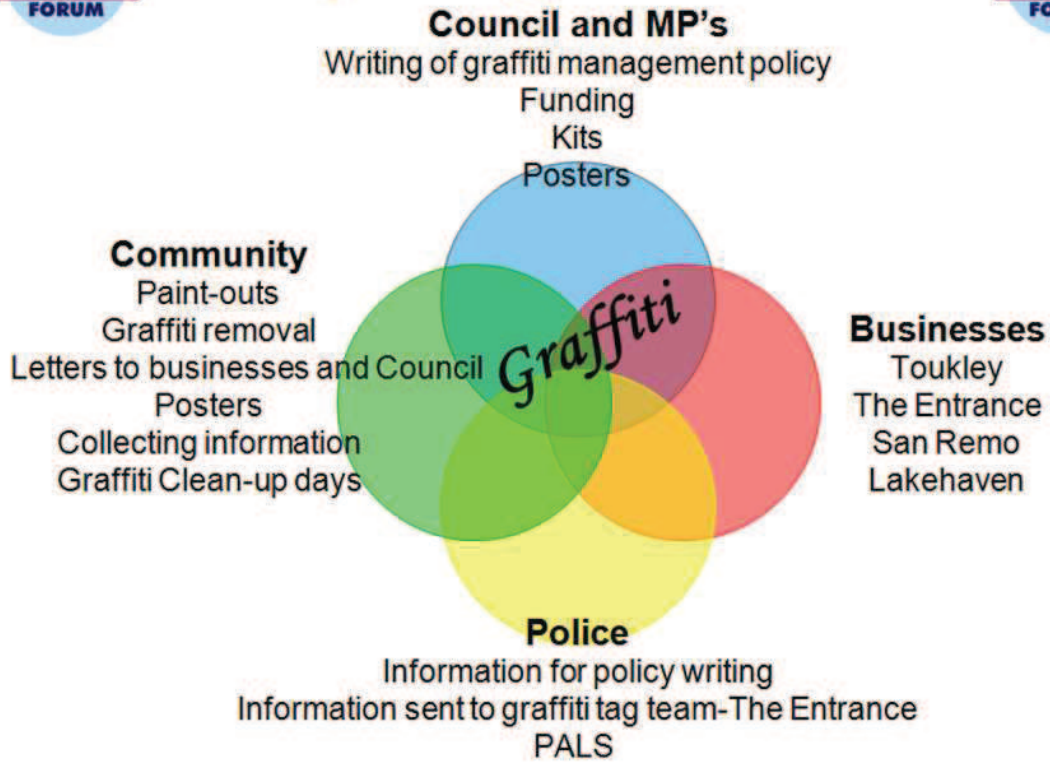 FORUM
Council and MP's
Writing of graffiti management policy
Funding
Kits
Posters
Community
Paint-outs
Graffiti removal
Letters to businesses and Council
Posters
Collecting information
Graffiti Clean-up days
Graffiti
Businesses
Toukley
The Entrance
San Remo
Lakehaven
Police
Information for policy writing
Information sent to graffiti tag team-The Entrance
PALS